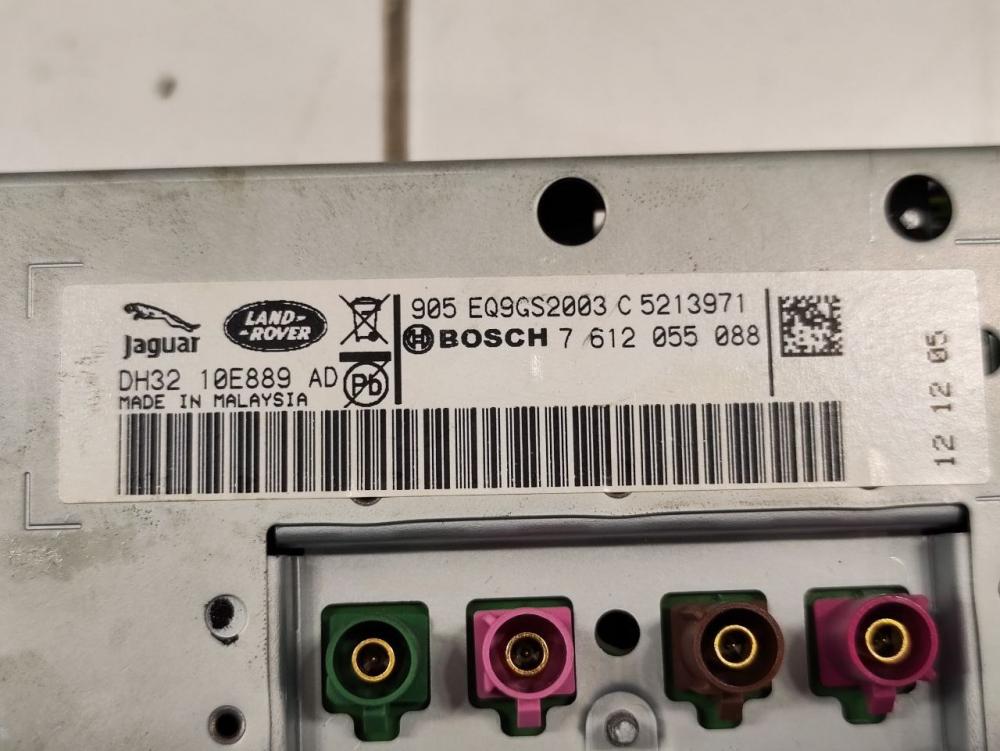 Jaguar
LAND-
-ROVER
905 EQ9GS2003 C 5213971
BOSCH 7 612 055 088
DH32 10E889 AD
Pb
MADE IN MALAYSIA
12 12 05